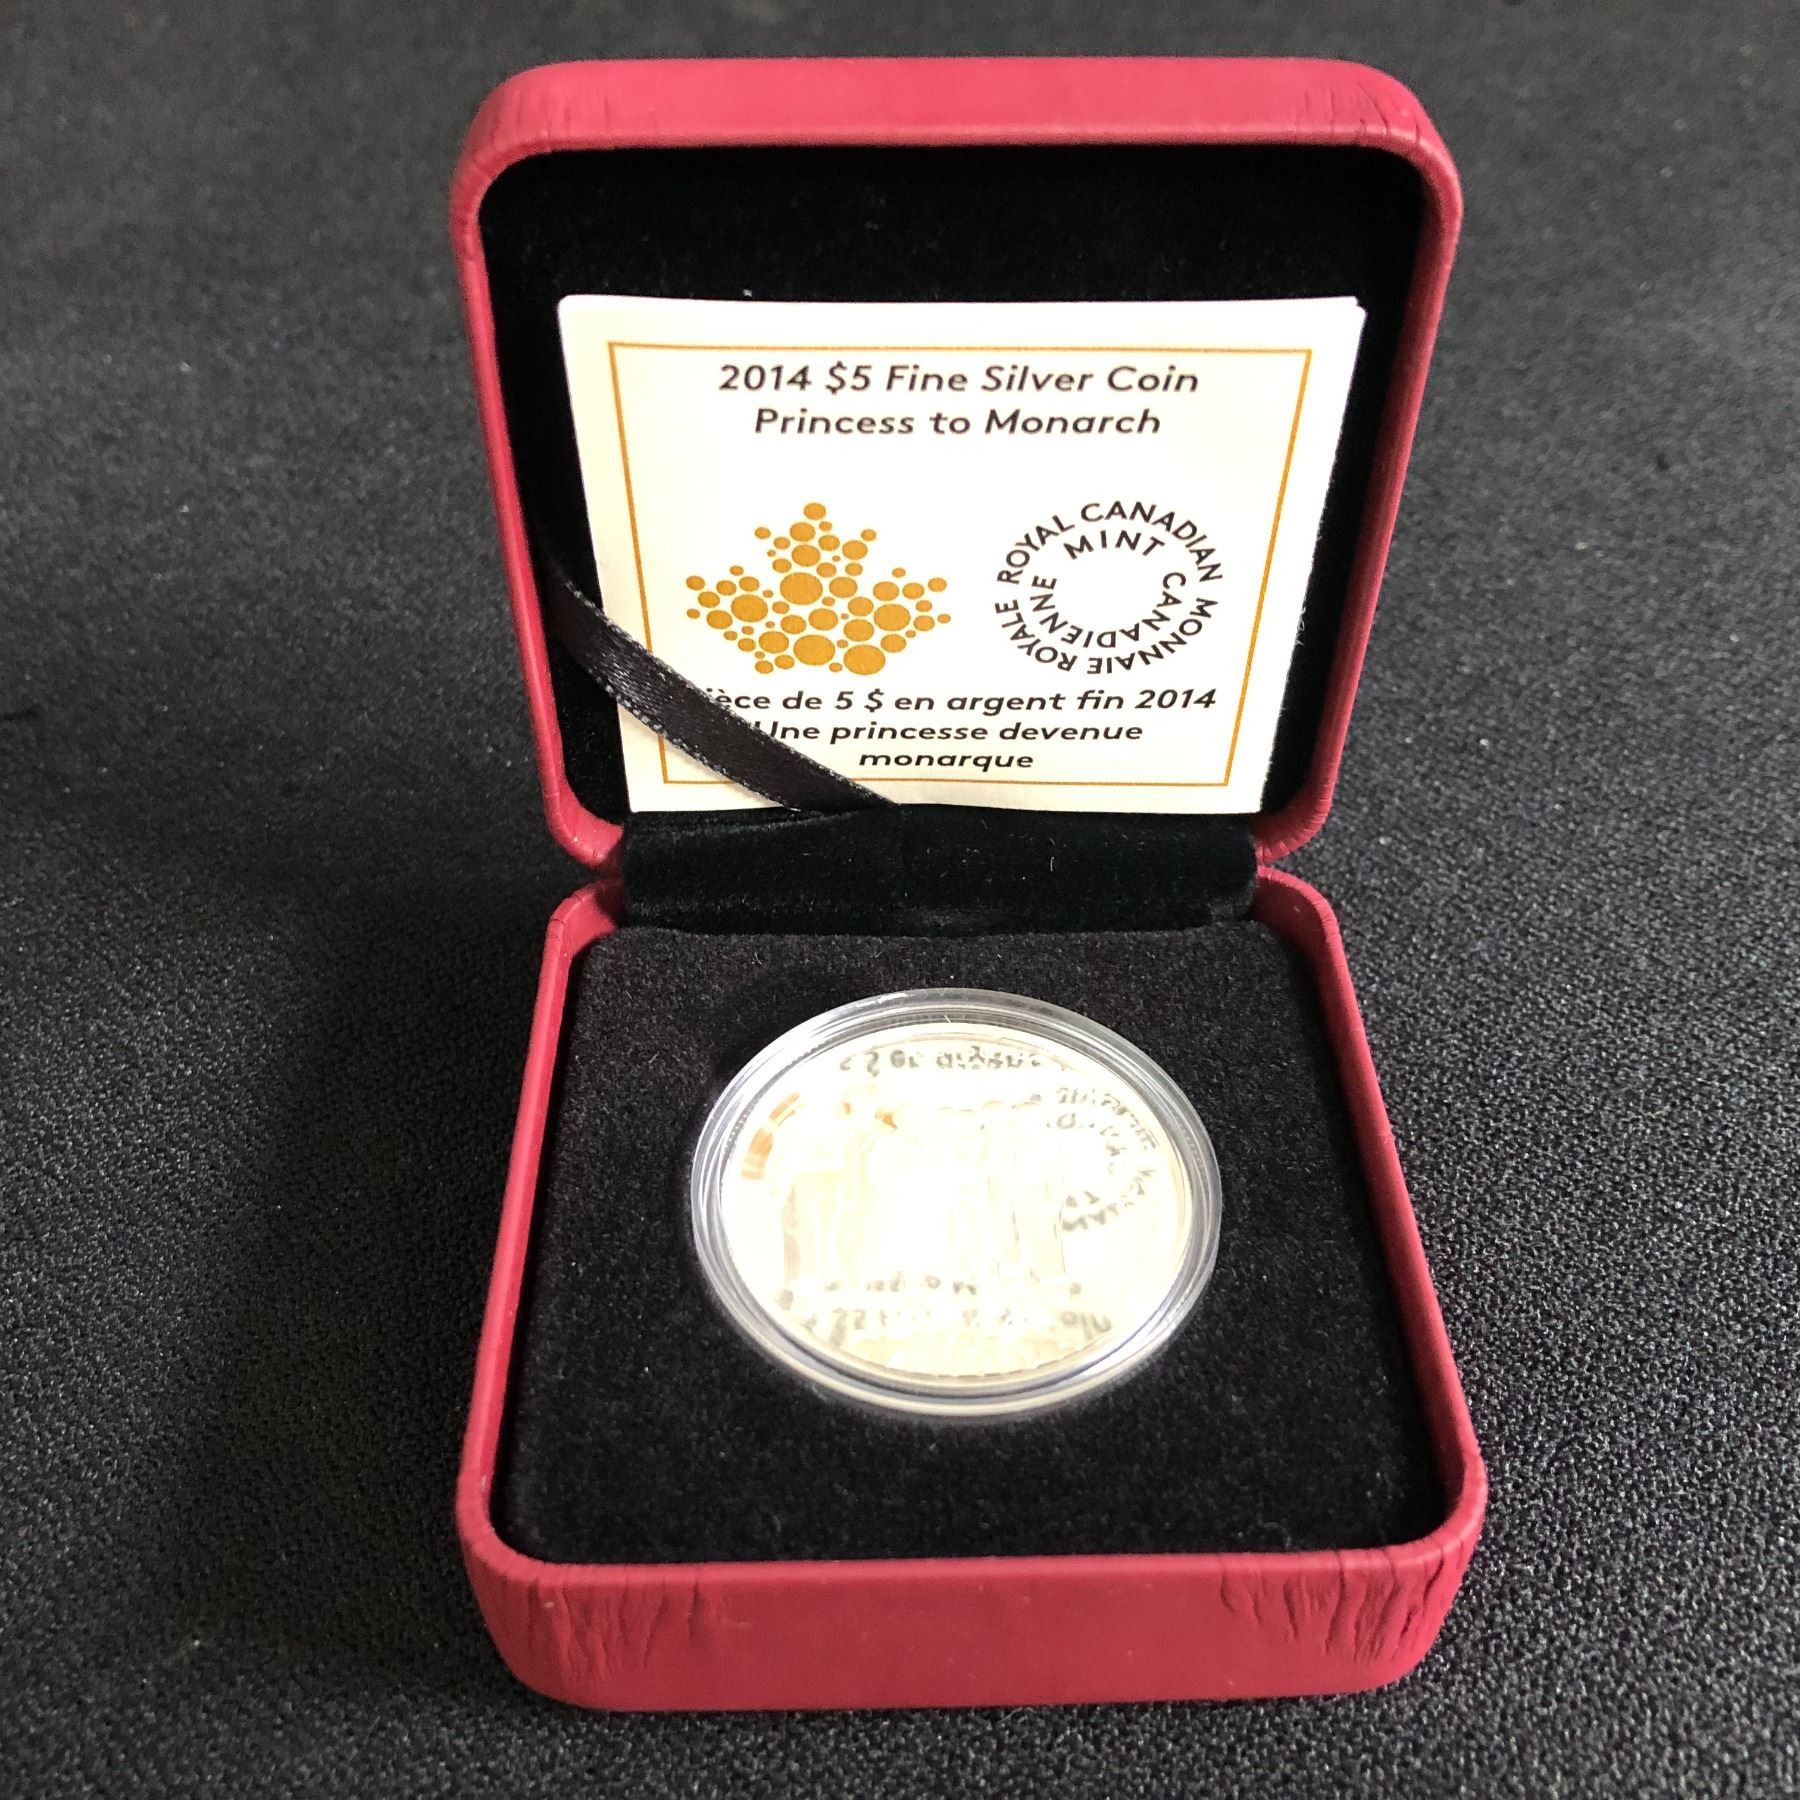 2014 $5 Fine Silver Coin
Princess to Monarch
ROYAL CANADIAN
MINT
MONNAIE ROYALE
CANADIENNE
de 5 $ en argent fin 2014
Une princesse devenue
monarque